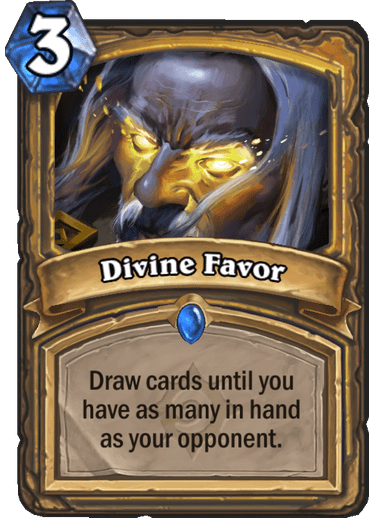 3
Divine Favor
Draw cards until you
have as many in hand
as your opponent.